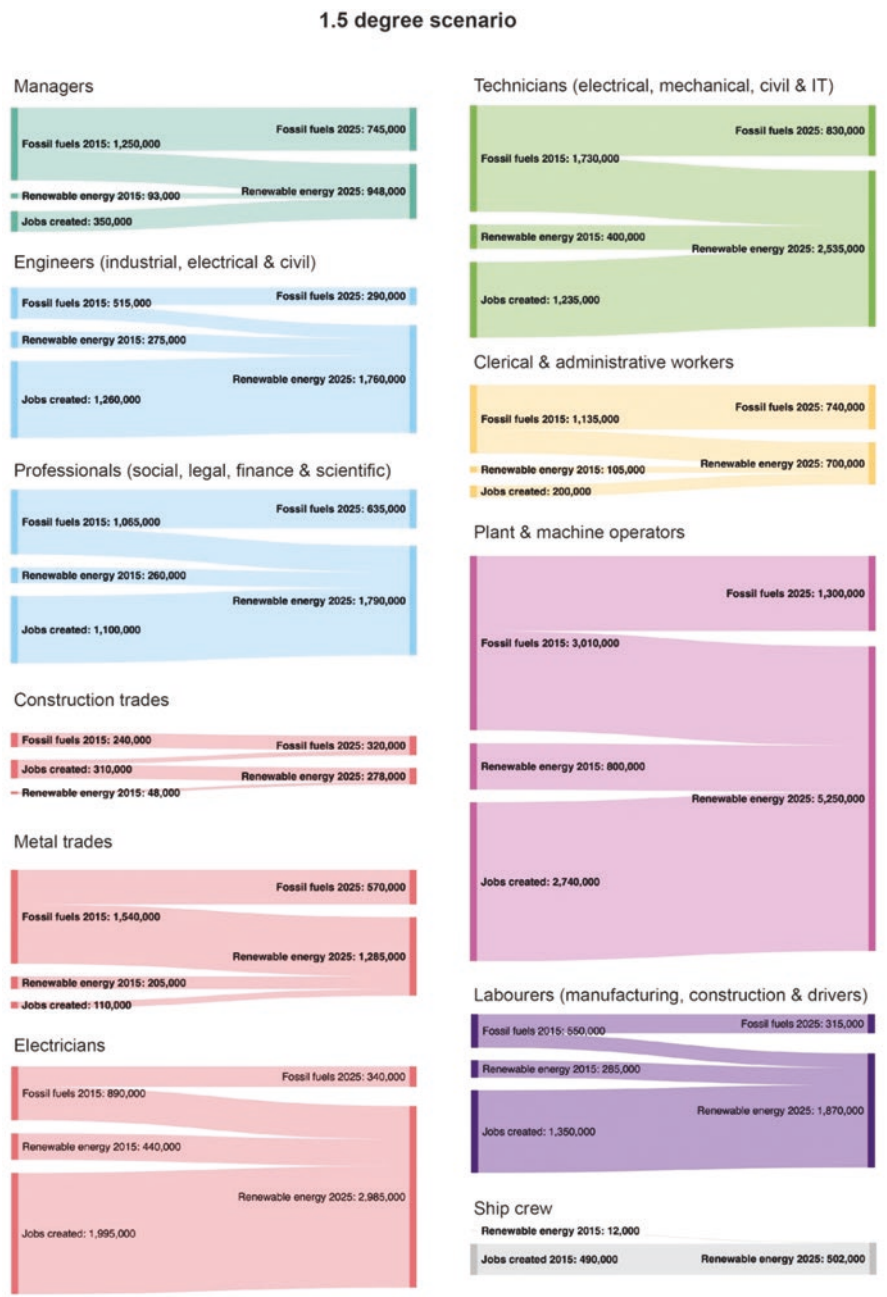 1.5 degree scenario
Managers
Fossil fuels 2015: 1,250,000
Fossil fuels 2025: 745,000
Renewable energy 2015: 93,000
Renewable energy 2025: 948,000
Jobs created: 350,000
Engineers (industrial, electrical & civil)
Fossil fuels 2015: 515,000
Fossil fuels 2025: 290,000
Renewable energy 2015: 275,000
Renewable energy 2025: 1,760,000
Jobs created: 1,260,000
Professionals (social, legal, finance & scientific)
Fossil fuels 2015: 1,065,000
Fossil fuels 2025: 635,000
Renewable energy 2015: 260,000
Renewable energy 2025: 1,790,000
Jobs created: 1,100,000
Construction trades
Fossil fuels 2015: 240,000
Fossil fuels 2025: 320,000
Jobs created: 310,000
Renewable energy 2025: 278,000
Renewable energy 2015: 48,000
Metal trades
Fossil fuels 2025: 570,000
Fossil fuels 2015: 1,540,000
Renewable energy 2025: 1,285,000
Renewable energy 2015: 205,000
Jobs created: 110,000
Electricians
Fossil fuels 2025: 340,000
Fossil fuels 2015: 890,000
Renewable energy 2015: 440,000
Renewable energy 2025: 2,985,000
Jobs created: 1,995,000
Technicians (electrical, mechanical, civil & IT)
Fossil fuels 2025: 830,000
Fossil fuels 2015: 1,730,000
Renewable energy 2015: 400,000
Renewable energy 2025: 2,535,000
Jobs created: 1,235,000
Clerical & administrative workers
Fossil fuels 2025: 740,000
Fossil fuels 2015: 1,135,000
Renewable energy 2025: 700,000
Renewable energy 2015: 105,000
Jobs created: 200,000
Plant & machine operators
Fossil fuels 2025: 1,300,000
Fossil fuels 2015: 3,010,000
Renewable energy 2015: 800,000
Renewable energy 2025: 5,250,000
Jobs created: 2,740,000
Labourers (manufacturing, construction & drivers)
Fossil fuels 2025: 315,000
Fossil fuels 2015: 550,000
Renewable energy 2015: 285,000
Renewable energy 2025: 1,870,000
Jobs created: 1,350,000
Ship crew
Renewable energy 2015: 12,000
Jobs created 2015: 490,000
Renewable energy 2025: 502,000